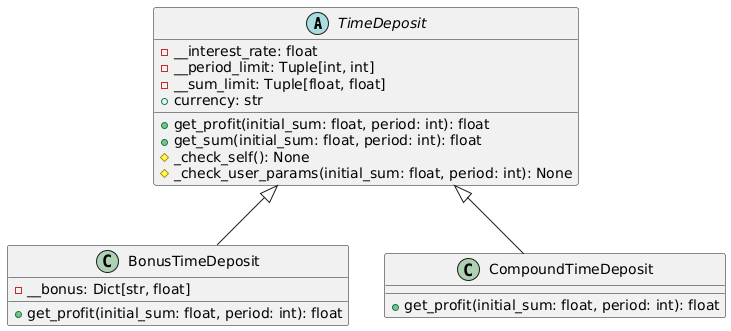 A TimeDeposit
__interest_rate: float
__period_limit: Tuple[int, int]
__sum_limit: Tuple[float, float]
currency: str
get_profit(initial_sum: float, period: int): float
get_sum(initial_sum: float, period: int): float
_check_self(): None
_check_user_params(initial_sum: float, period: int): None
C BonusTimeDeposit
__bonus: Dict[str, float]
get_profit(initial_sum: float, period: int): float
C CompoundTimeDeposit
get_profit(initial_sum: float, period: int): float